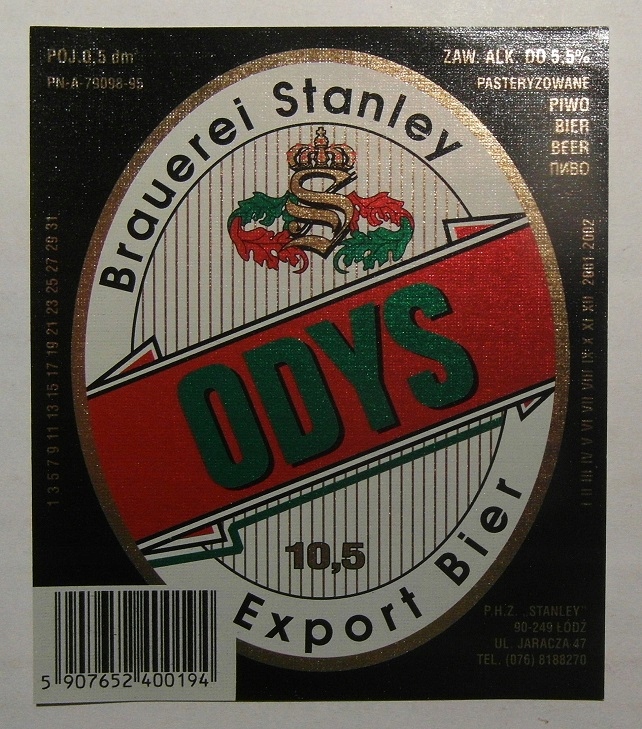 POJ. 0,5 dm³
PN-A-79098-95
ZAW. ALK. DO 5.5%
PASTERYZOWANE
PIWO
BIER
BEER
ПИВО
Brauerei Stanley
S
ODYS
10,5
Export Bier
1 3 5 7 9 11 13 15 17 19 21 23 25 27 29 31
I II III IV V VI VII VIII IX X XI XII 2001-2002
P.H.Z. „STANLEY"
90-249 ŁÓDŹ
UL. JARACZA 47
TEL. (076) 8188270
5 907652 400194